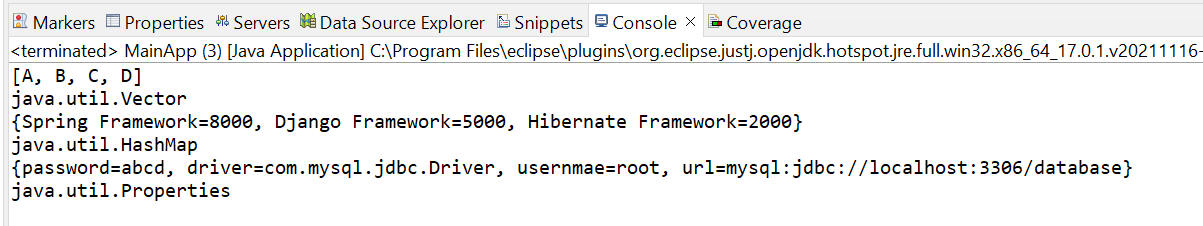 Markers Properties Servers Data Source Explorer Snippets Console Coverage
<terminated> MainApp (3) [Java Application] C:\Program Files\eclipse\plugins\org.eclipse.justj.openjdk.hotspot.jre.full.win32.x86_64_17.0.1.v20211116-
[A, B, C, D]
java.util.Vector
{Spring Framework=8000, Django Framework=5000, Hibernate Framework=2000}
java.util.HashMap
{password=abcd, driver=com.mysql.jdbc.Driver, usernmae=root, url=mysql:jdbc://localhost:3306/database}
java.util.Properties